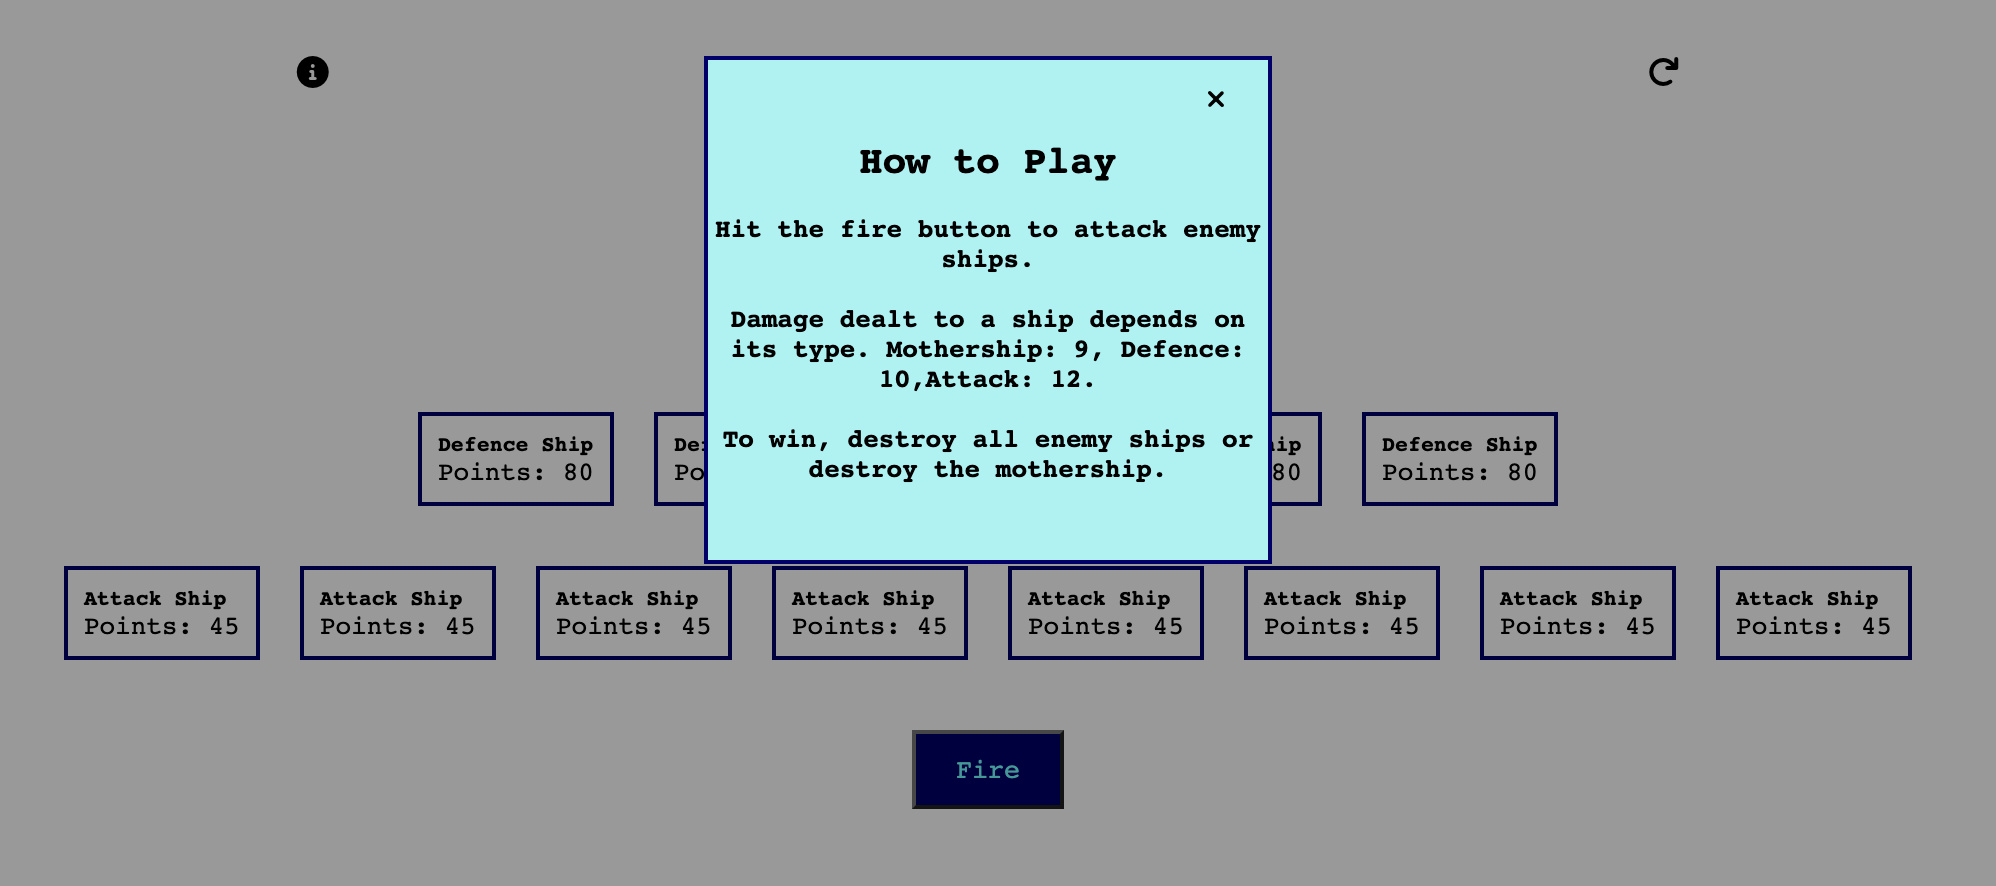 How to Play
Hit the fire button to attack enemy
ships.
Damage dealt to a ship depends on
its type. Mothership: 9, Defence:
10,Attack: 12.
To win, destroy all enemy ships or
destroy the mothership.
Defence Ship
Points: 80
80
Defence Ship
Points: 80
Attack Ship
Points: 45
Attack Ship
Points: 45
Attack Ship
Points: 45
Attack Ship
Points: 45
Attack Ship
Points: 45
Attack Ship
Points: 45
Attack Ship
Points: 45
Attack Ship
Points: 45
Fire